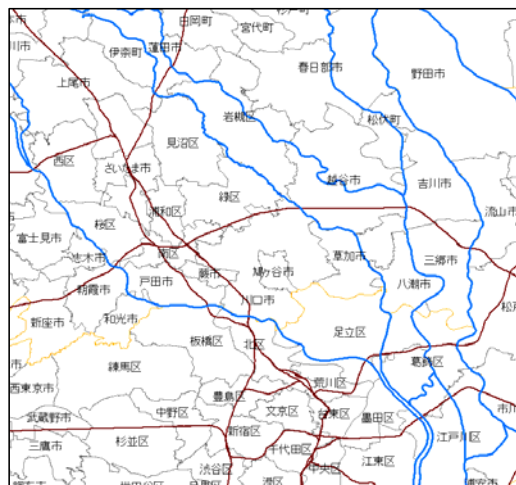 白岡町
宮代町
川市
伊奈町
蓮田市
春日部市
野田市
上尾市
岩槻区
松伏町
見沼区
西区
さいたま市
越谷市
吉川市
緑区
浦和区
桜区
流山市
富士見市
南区
草加市
三郷市
志木市
蕨市
鳩ヶ谷市
戸田市
八潮市
朝霞市
川口市
新座市
和光市
足立区
北区
板橋区
葛飾区
練馬区
荒川区
西東京市
豊島区
中野区
文京区
台東区
墨田区
市川
武蔵野市
新宿区
江戸川区
三鷹市
杉並区
千代田区
渋谷区
江東区
中央区
港区